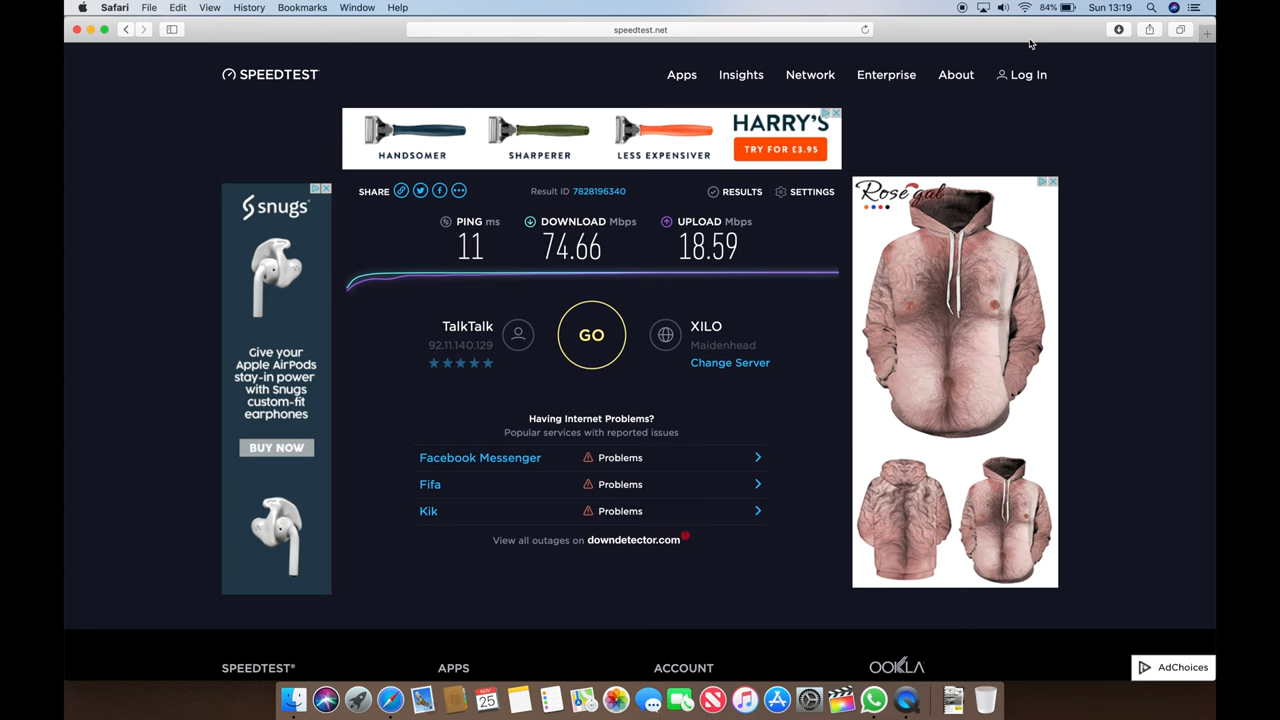 Safari File Edit View History Bookmarks Window Help 84% Sun 13:19
speedtest.net
SPEEDTEST Apps Insights Network Enterprise About Log In
HANDSOMER SHARPERER LESS EXPENSIVER
HARRY'S
TRY FOR £3.95
SHARE Result ID 7828196340 RESULTS SETTINGS
PING ms DOWNLOAD Mbps UPLOAD Mbps
11 74.66 18.59
TalkTalk
92.11.140.129
GO
XILO
Maidenhead
Change Server
Having Internet Problems?
Popular services with reported issues
Facebook Messenger Problems
Fifa Problems
Kik Problems
View all outages on downdetector.com
snugs
Give your
Apple AirPods
stay-in power
with Snugs
custom-fit
earphones
BUY NOW
Rosegal
SPEEDTEST® APPS ACCOUNT OOKLA
AdChoices
NOV
25